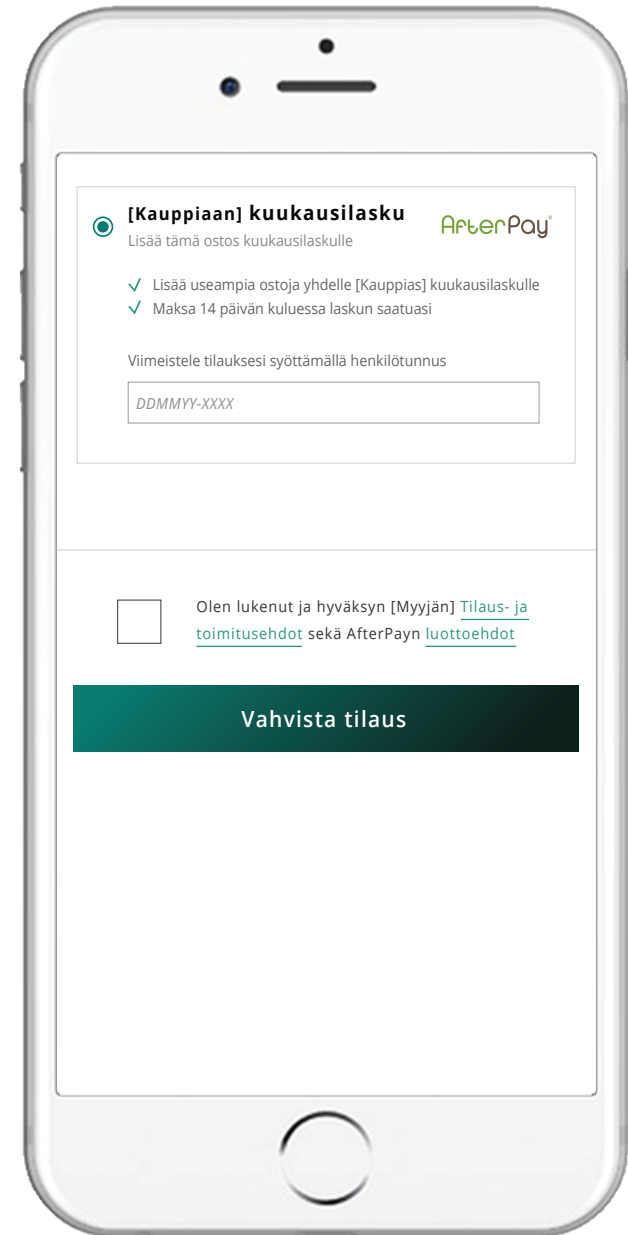 [Kauppiaan] kuukausilasku
AfterPay
Lisää tämä ostos kuukausilaskulle
Lisää useampia ostoja yhdelle [Kauppias] kuukausilaskulle
Maksa 14 päivän kuluessa laskun saatuasi
Viimeistele tilauksesi syöttämällä henkilötunnus
DDMMYY-XXXX
Olen lukenut ja hyväksyn [Myyjän] Tilaus- ja
toimitusehdot sekä AfterPayn luottoehdot
Vahvista tilaus